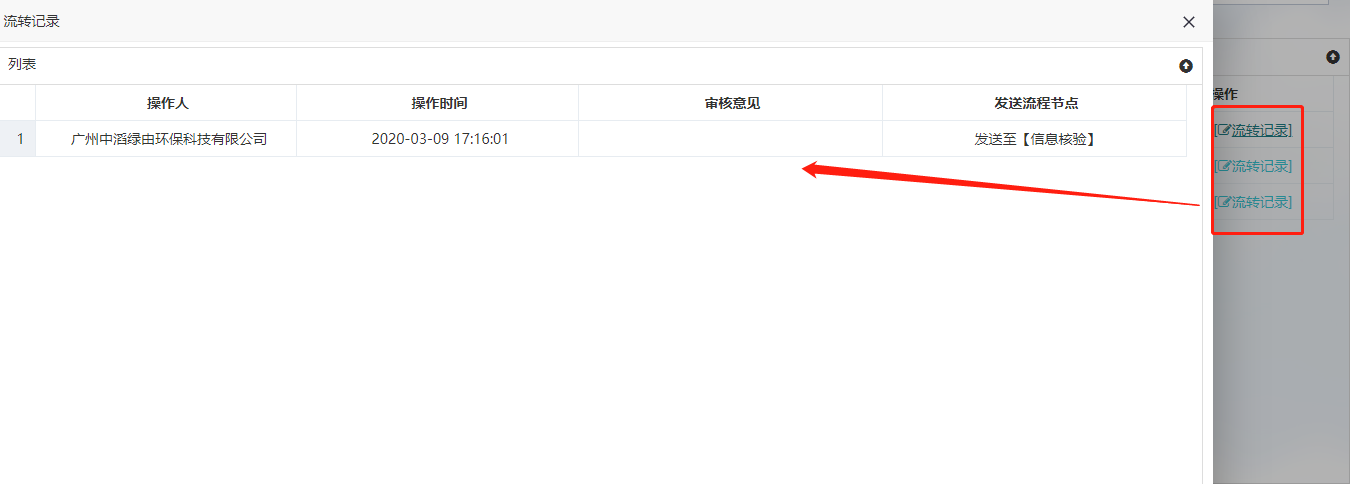 流转记录
列表
操作人 操作时间 审核意见 发送流程节点
1 广州中滔绿由环保科技有限公司 2020-03-09 17:16:01 发送至【信息核验】
操作
[流转记录]
[流转记录]
[流转记录]